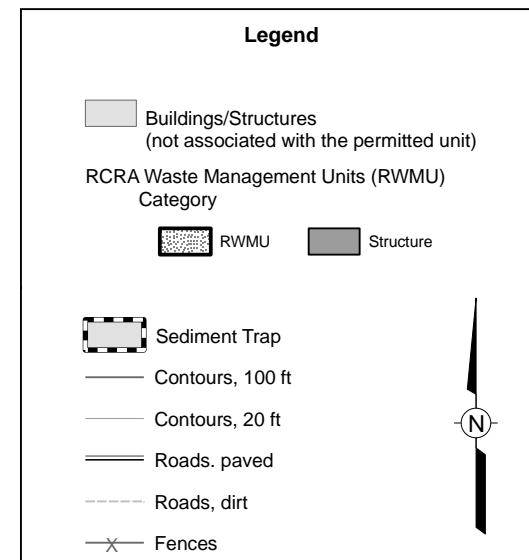 Legend
Buildings/Structures
(not associated with the permitted unit)
RCRA Waste Management Units (RWMU)
Category
RWMU
Structure
Sediment Trap
Contours, 100 ft
Contours, 20 ft
Roads. paved
Roads, dirt
X Fences
N